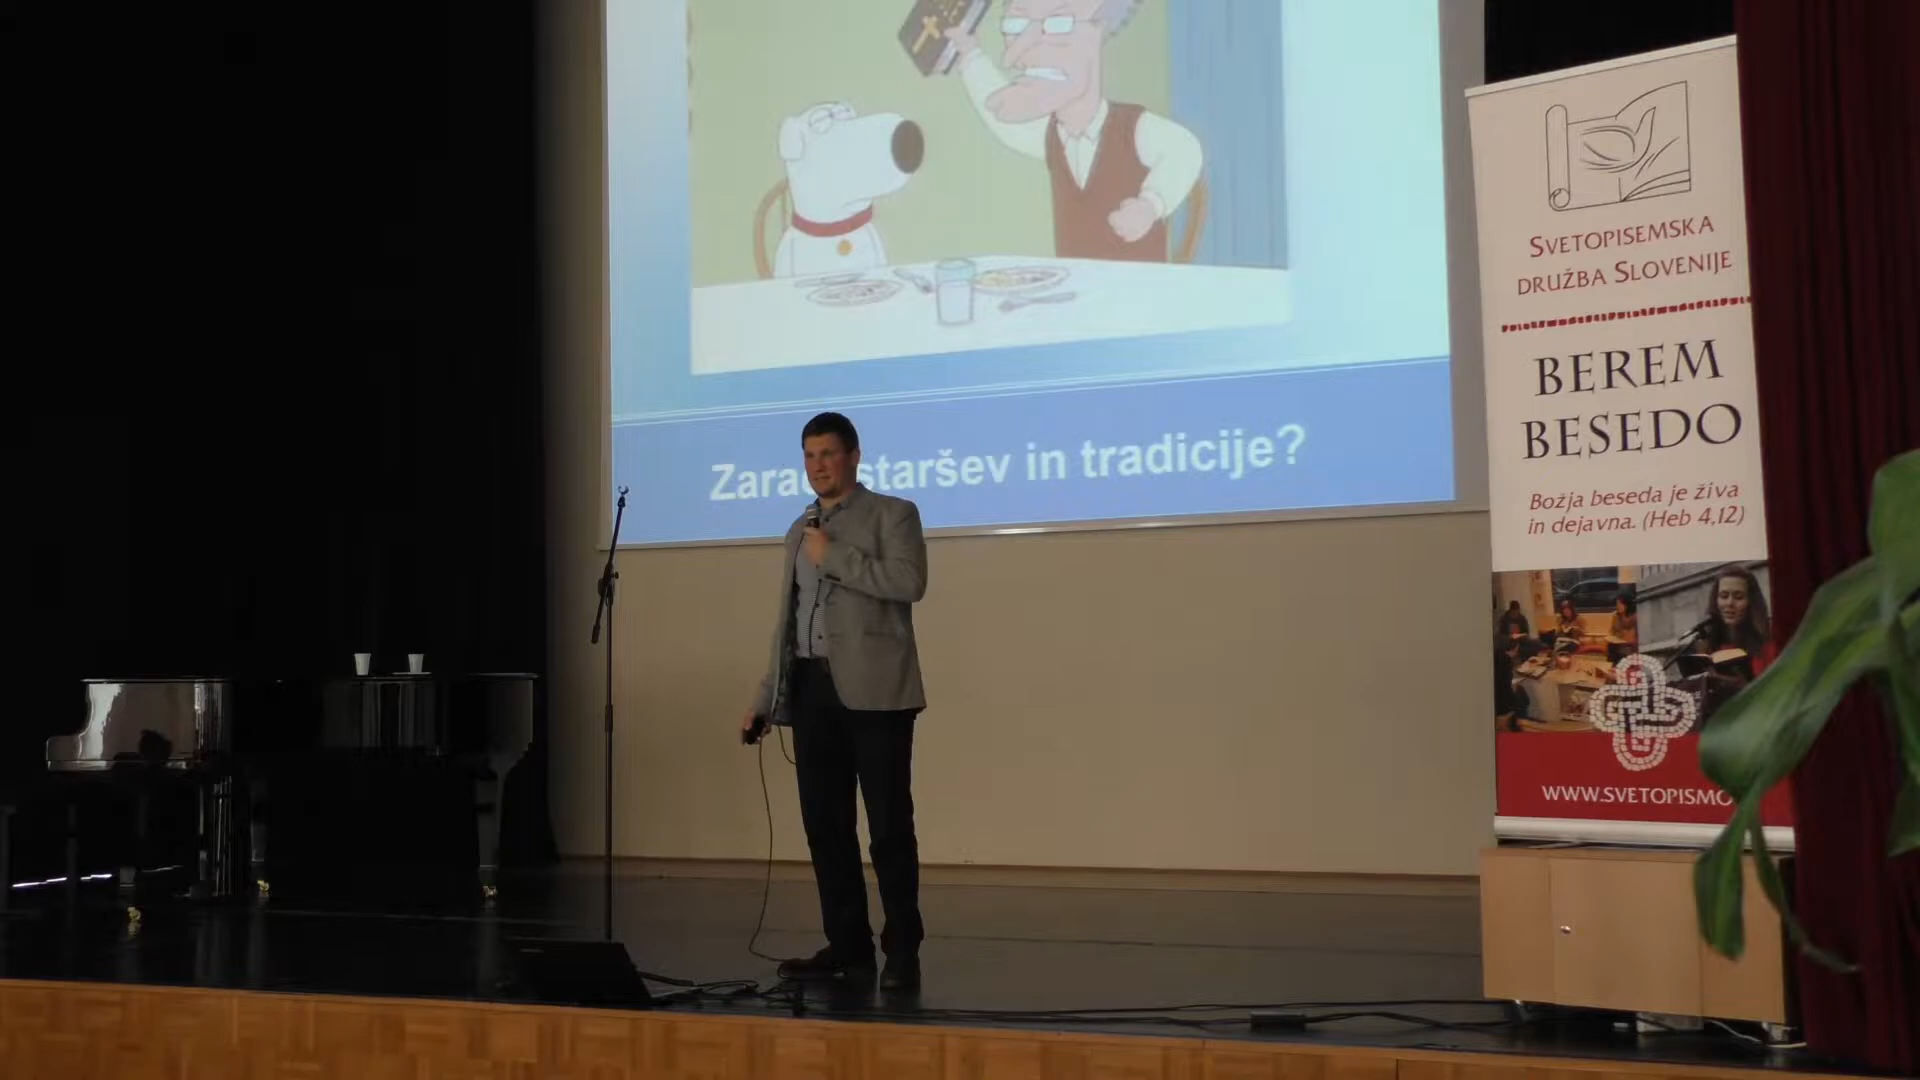 Zaradi staršev in tradicije?
SVETOPISEMSKA
DRUŽBA SLOVENIJE
BEREM
BESEDO
Božja beseda je živa
in dejavna. (Heb 4,12)
WWW.SVETOPISMO